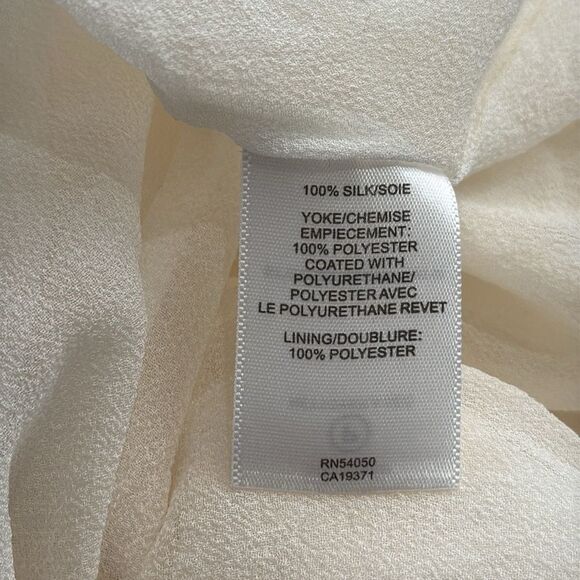 100% SILK/SOIE
YOKE/CHEMISE
EMPIECEMENT:
100% POLYESTER
COATED WITH
POLYURETHANE/
POLYESTER AVEC
LE POLYURETHANE REVET
LINING/DOUBLURE:
100% POLYESTER
RN54050
CA19371